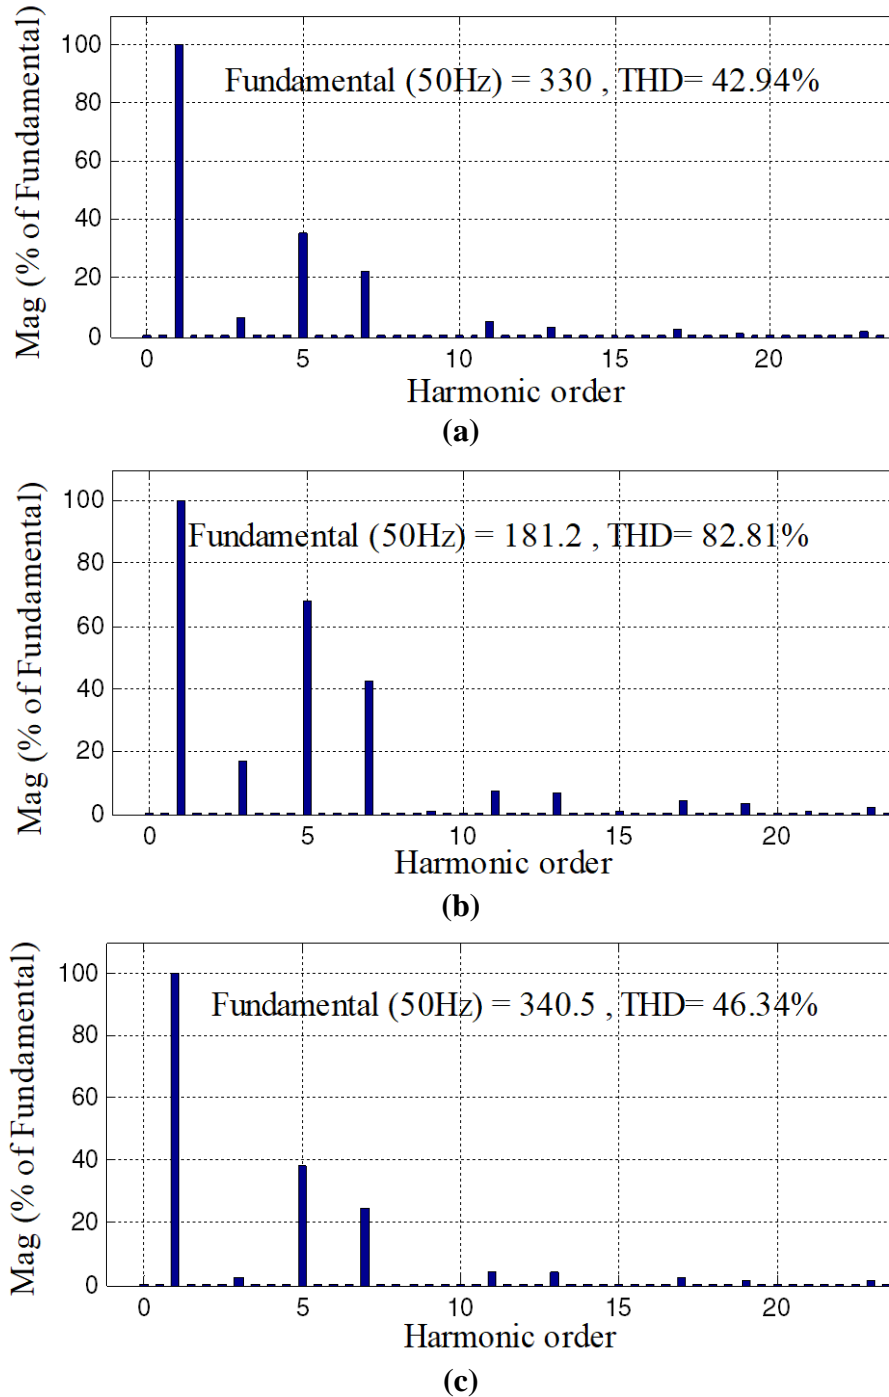 Mag (% of Fundamental)
100
80
60
40
20
0
Fundamental (50Hz) = 330 , THD= 42.94%
0 5 10 15 20
Harmonic order
(a)
Mag (% of Fundamental)
100
80
60
40
20
0
Fundamental (50Hz) = 181.2 , THD= 82.81%
0 5 10 15 20
Harmonic order
(b)
Mag (% of Fundamental)
100
80
60
40
20
0
Fundamental (50Hz) = 340.5 , THD= 46.34%
0 5 10 15 20
Harmonic order
(c)